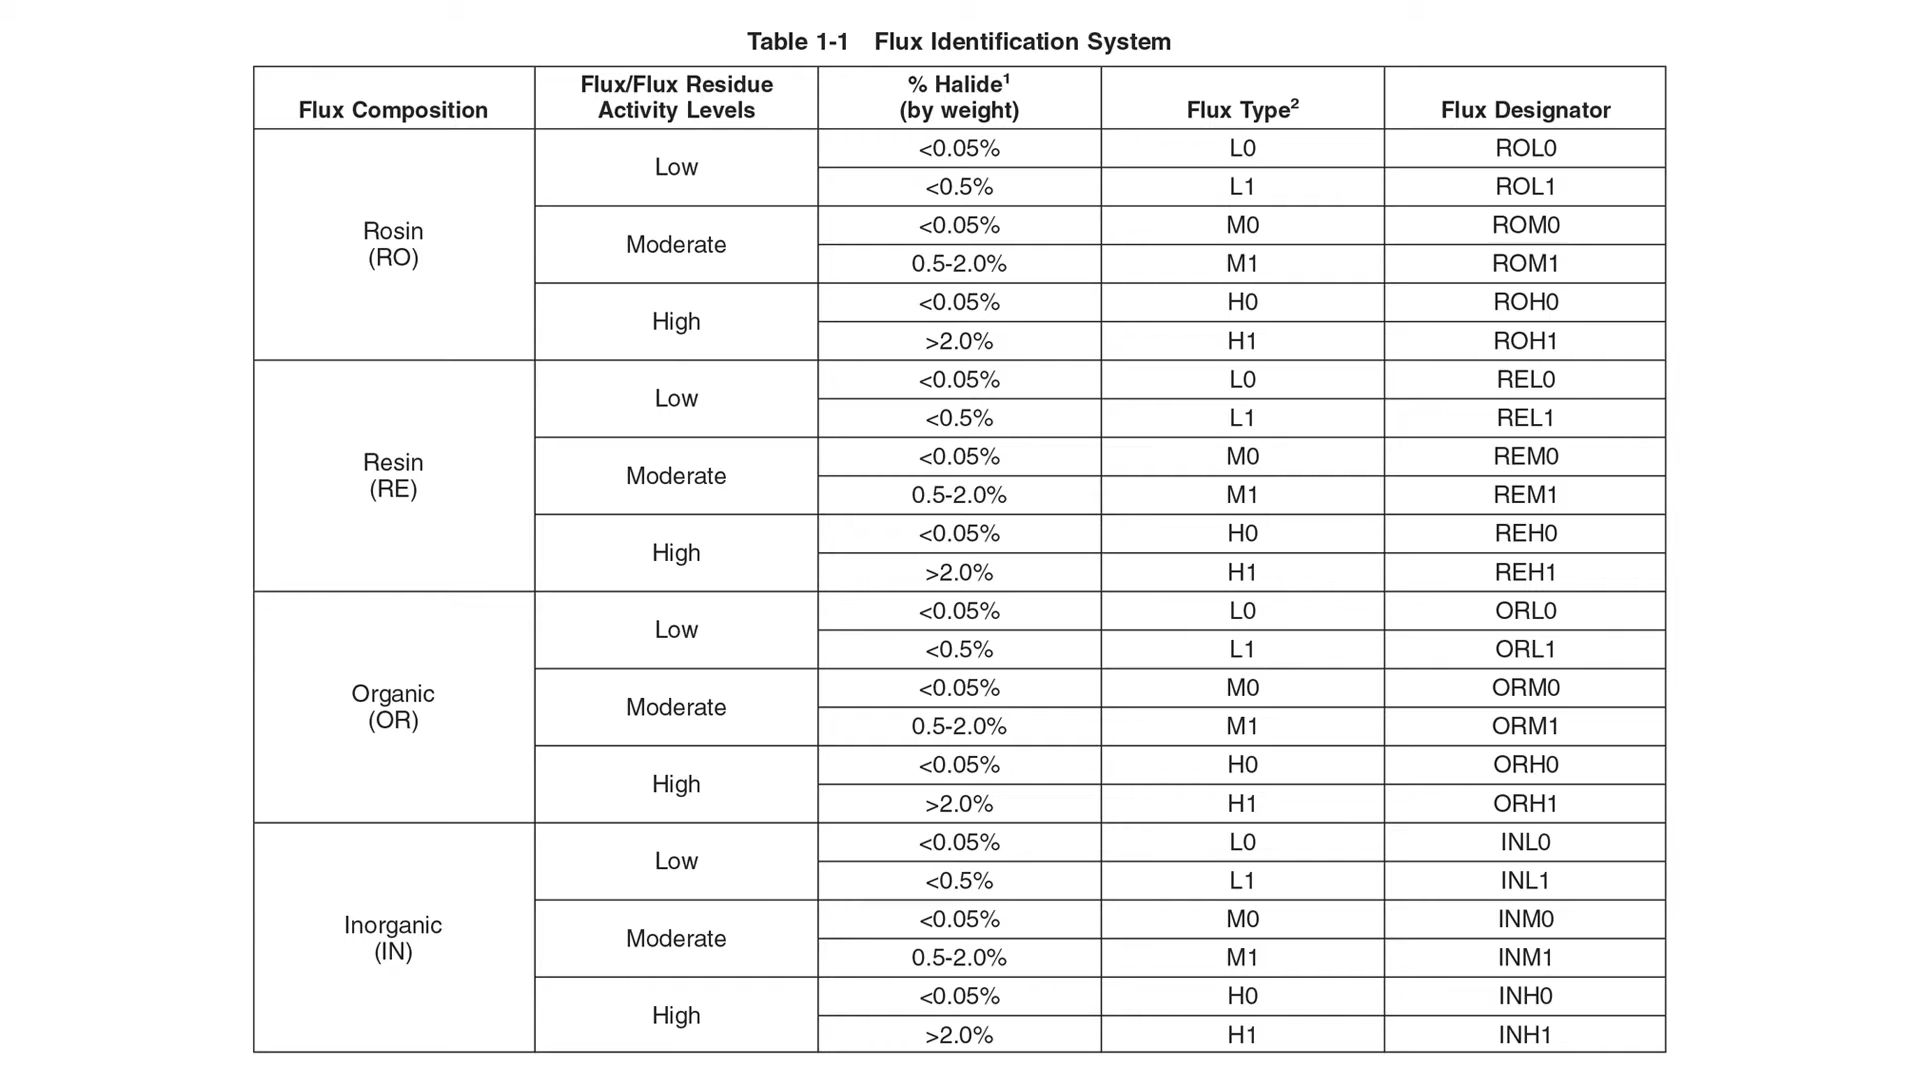 Table 1-1 Flux Identification System
Flux Composition
Flux/Flux Residue
Activity Levels
% Halide¹
(by weight)
Flux Type²
Flux Designator
Rosin
(RO)
Low
<0.05% L0 ROL0
<0.5% L1 ROL1
Moderate
<0.05% M0 ROM0
0.5-2.0% M1 ROM1
High
<0.05% H0 ROH0
>2.0% H1 ROH1
Resin
(RE)
Low
<0.05% L0 REL0
<0.5% L1 REL1
Moderate
<0.05% M0 REM0
0.5-2.0% M1 REM1
High
<0.05% H0 REH0
>2.0% H1 REH1
Organic
(OR)
Low
<0.05% L0 ORL0
<0.5% L1 ORL1
Moderate
<0.05% M0 ORM0
0.5-2.0% M1 ORM1
High
<0.05% H0 ORH0
>2.0% H1 ORH1
Inorganic
(IN)
Low
<0.05% L0 INL0
<0.5% L1 INL1
Moderate
<0.05% M0 INM0
0.5-2.0% M1 INM1
High
<0.05% H0 INH0
>2.0% H1 INH1